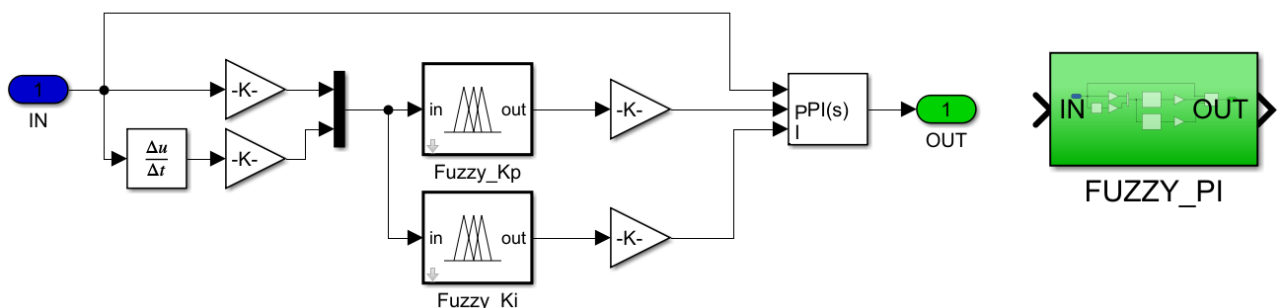 1
IN
-K-
Δu
Δt
-K-
in
out
Fuzzy_Kp
in
out
Fuzzy_Ki
-K-
-K-
P
PI(s)
I
1
OUT
IN
OUT
FUZZY_PI